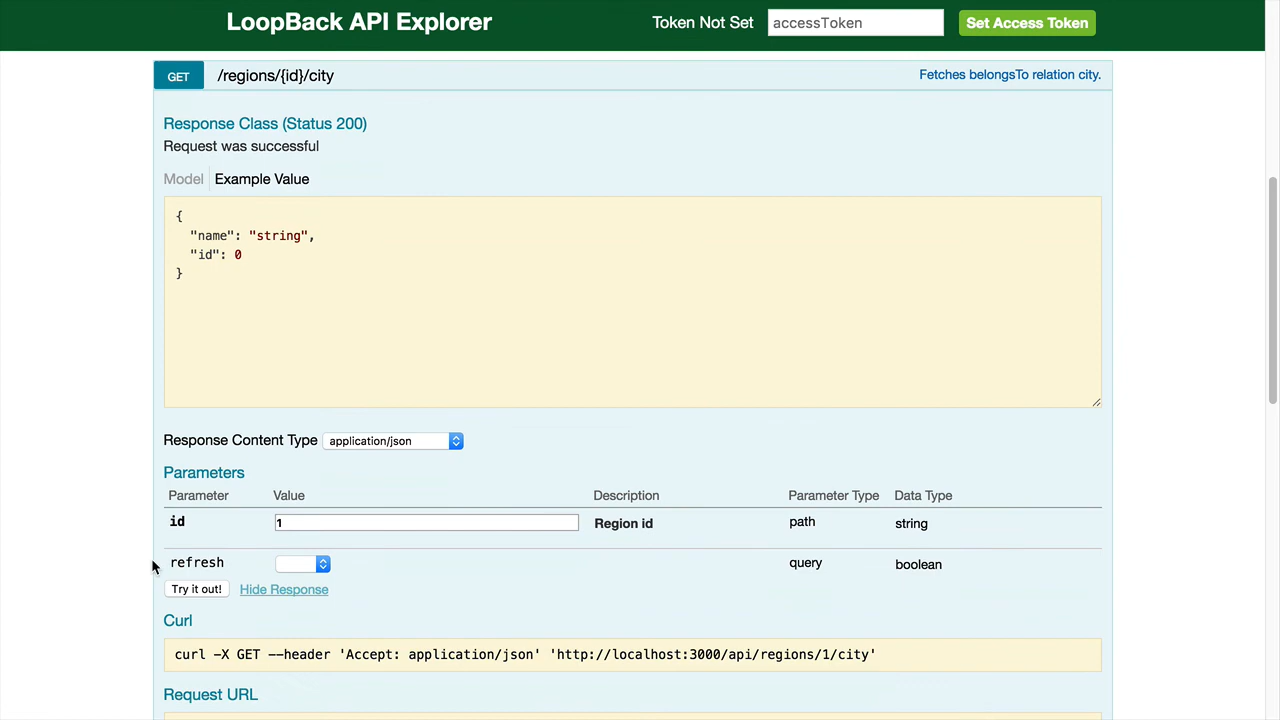 LoopBack API Explorer Token Not Set accessToken Set Access Token
GET /regions/{id}/city Fetches belongsTo relation city.
Response Class (Status 200)
Request was successful
Model Example Value
{
"name": "string",
"id": 0
}
Response Content Type application/json
Parameters
Parameter Value Description Parameter Type Data Type
id 1 Region id path string
refresh query boolean
Try it out! Hide Response
Curl
curl -X GET --header 'Accept: application/json' 'http://localhost:3000/api/regions/1/city'
Request URL